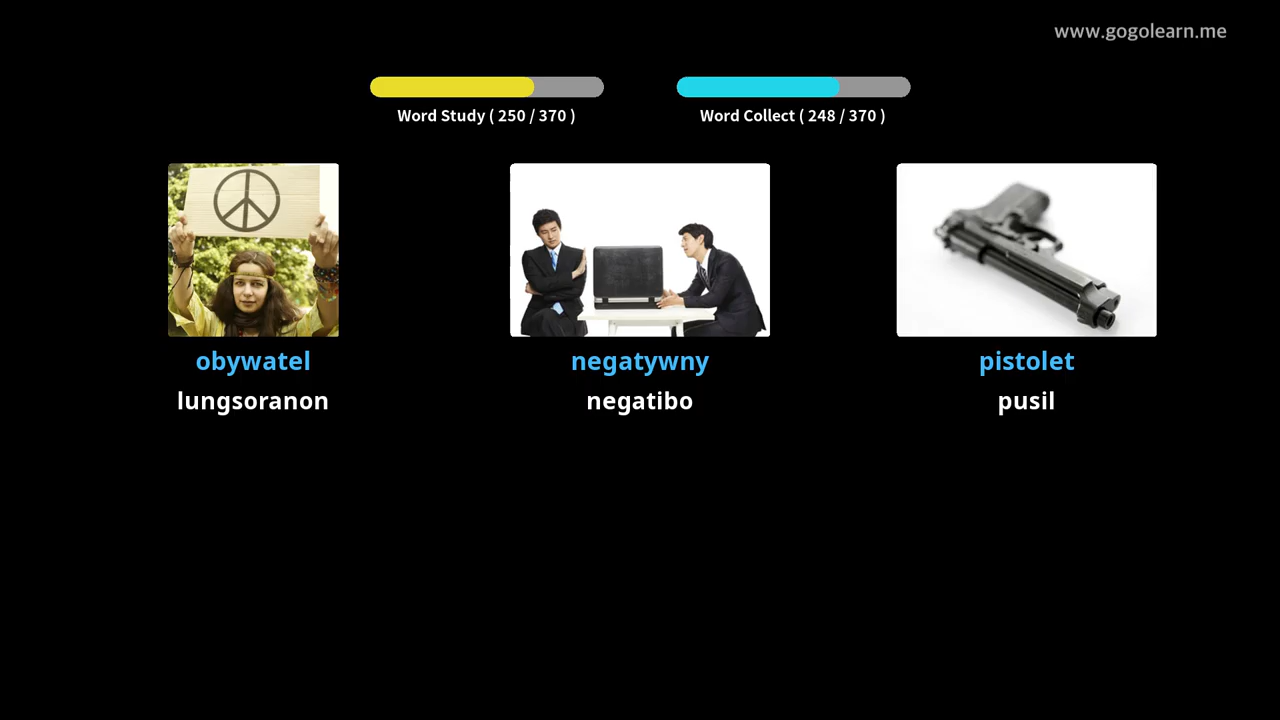 www.gogolearn.me
Word Study ( 250 / 370 )
Word Collect ( 248 / 370 )
obywatel
negatywny
pistolet
lungsoranon
negatibo
pusil